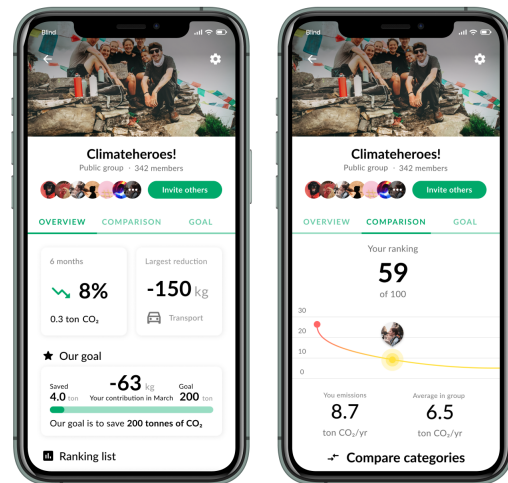 Blind
Climateheroes!
Public group · 342 members
Invite others
OVERVIEW COMPARISON GOAL
6 months
8%
0.3 ton CO₂
Largest reduction
-150 kg
Transport
Our goal
Saved
4.0 ton
-63 kg
Your contribution in March
Goal
200 ton
Our goal is to save 200 tonnes of CO₂
Ranking list
Blind
Climateheroes!
Public group · 342 members
Invite others
OVERVIEW COMPARISON GOAL
Your ranking
59
of 100
30
20
10
0
You emissions
8.7
ton CO₂/yr
Average in group
6.5
ton CO₂/yr
Compare categories